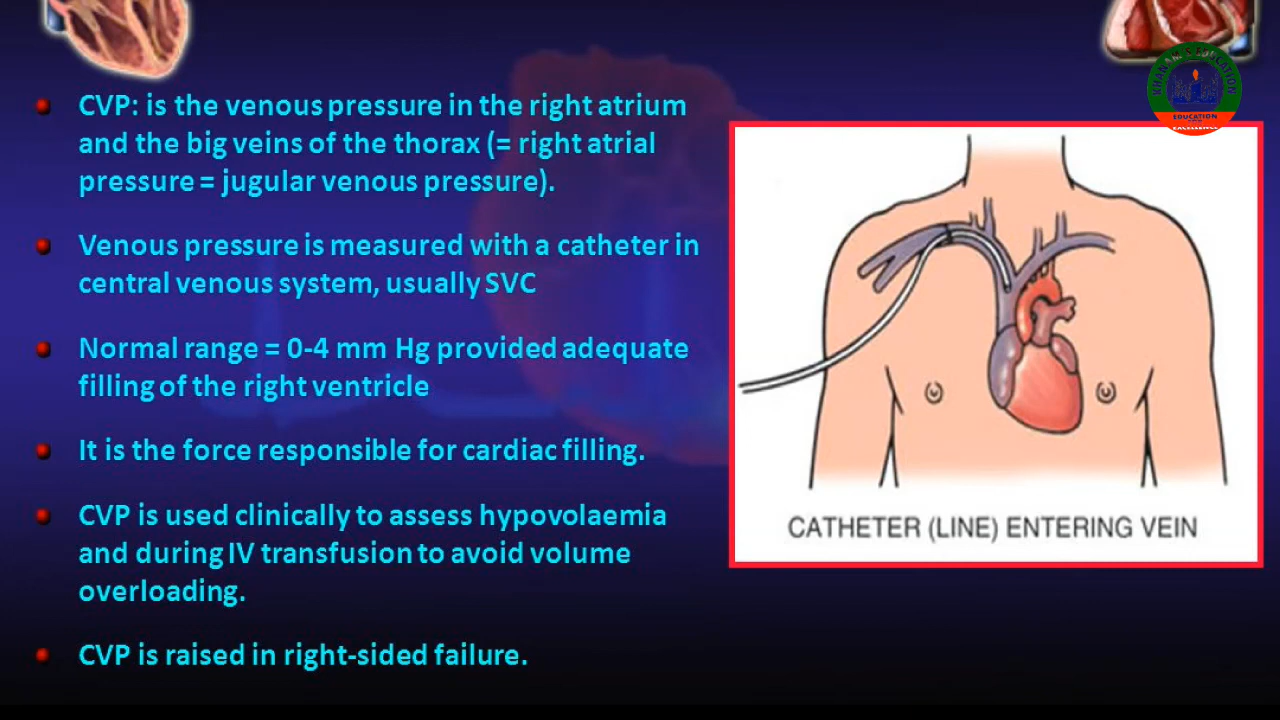 CVP: is the venous pressure in the right atrium
and the big veins of the thorax (= right atrial
pressure = jugular venous pressure).
Venous pressure is measured with a catheter in
central venous system, usually SVC
Normal range = 0-4 mm Hg provided adequate
filling of the right ventricle
It is the force responsible for cardiac filling.
CVP is used clinically to assess hypovolaemia
and during IV transfusion to avoid volume
overloading.
CVP is raised in right-sided failure.
KHANAM'S EDUCATION
EDUCATION
FOR
EXCELLENCE
CATHETER (LINE) ENTERING VEIN